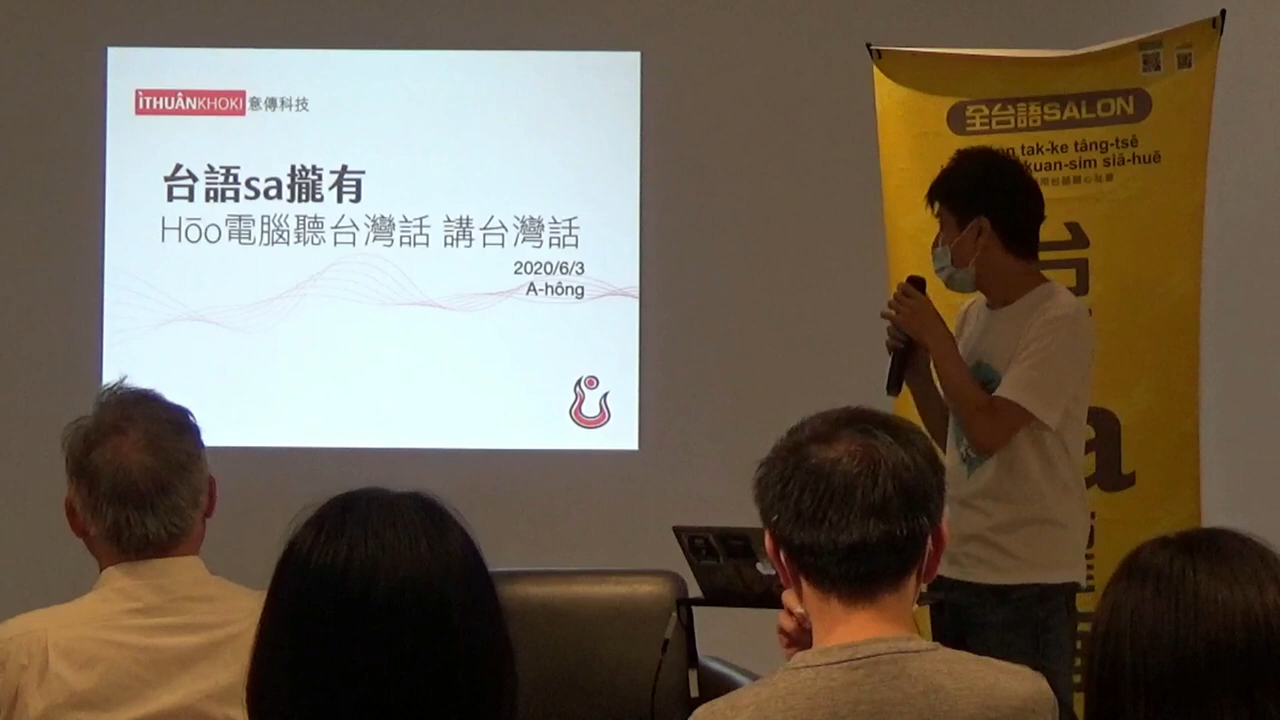 ÌTHUÂNKHOKI 意傳科技
台語sa攏有
Hōo電腦聽台灣話 講台灣話
2020/6/3
A-hông
全台語SALON
tak-ke tâng-tsê
kuan-sim siā-huē
台
a